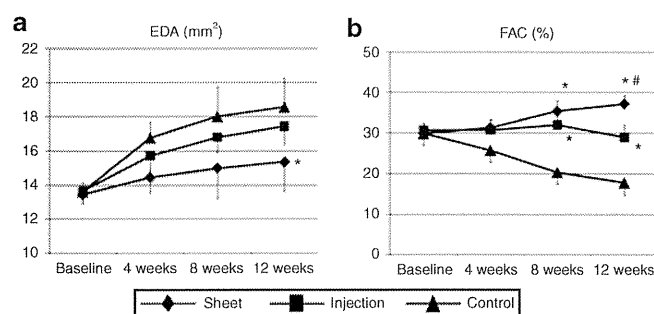 a
EDA (mm²)
22
20
18
16
14
12
10
*
Baseline 4 weeks 8 weeks 12 weeks
b
FAC (%)
50
40
30
20
10
0
*
* #
*
*
Baseline 4 weeks 8 weeks 12 weeks
Sheet Injection Control